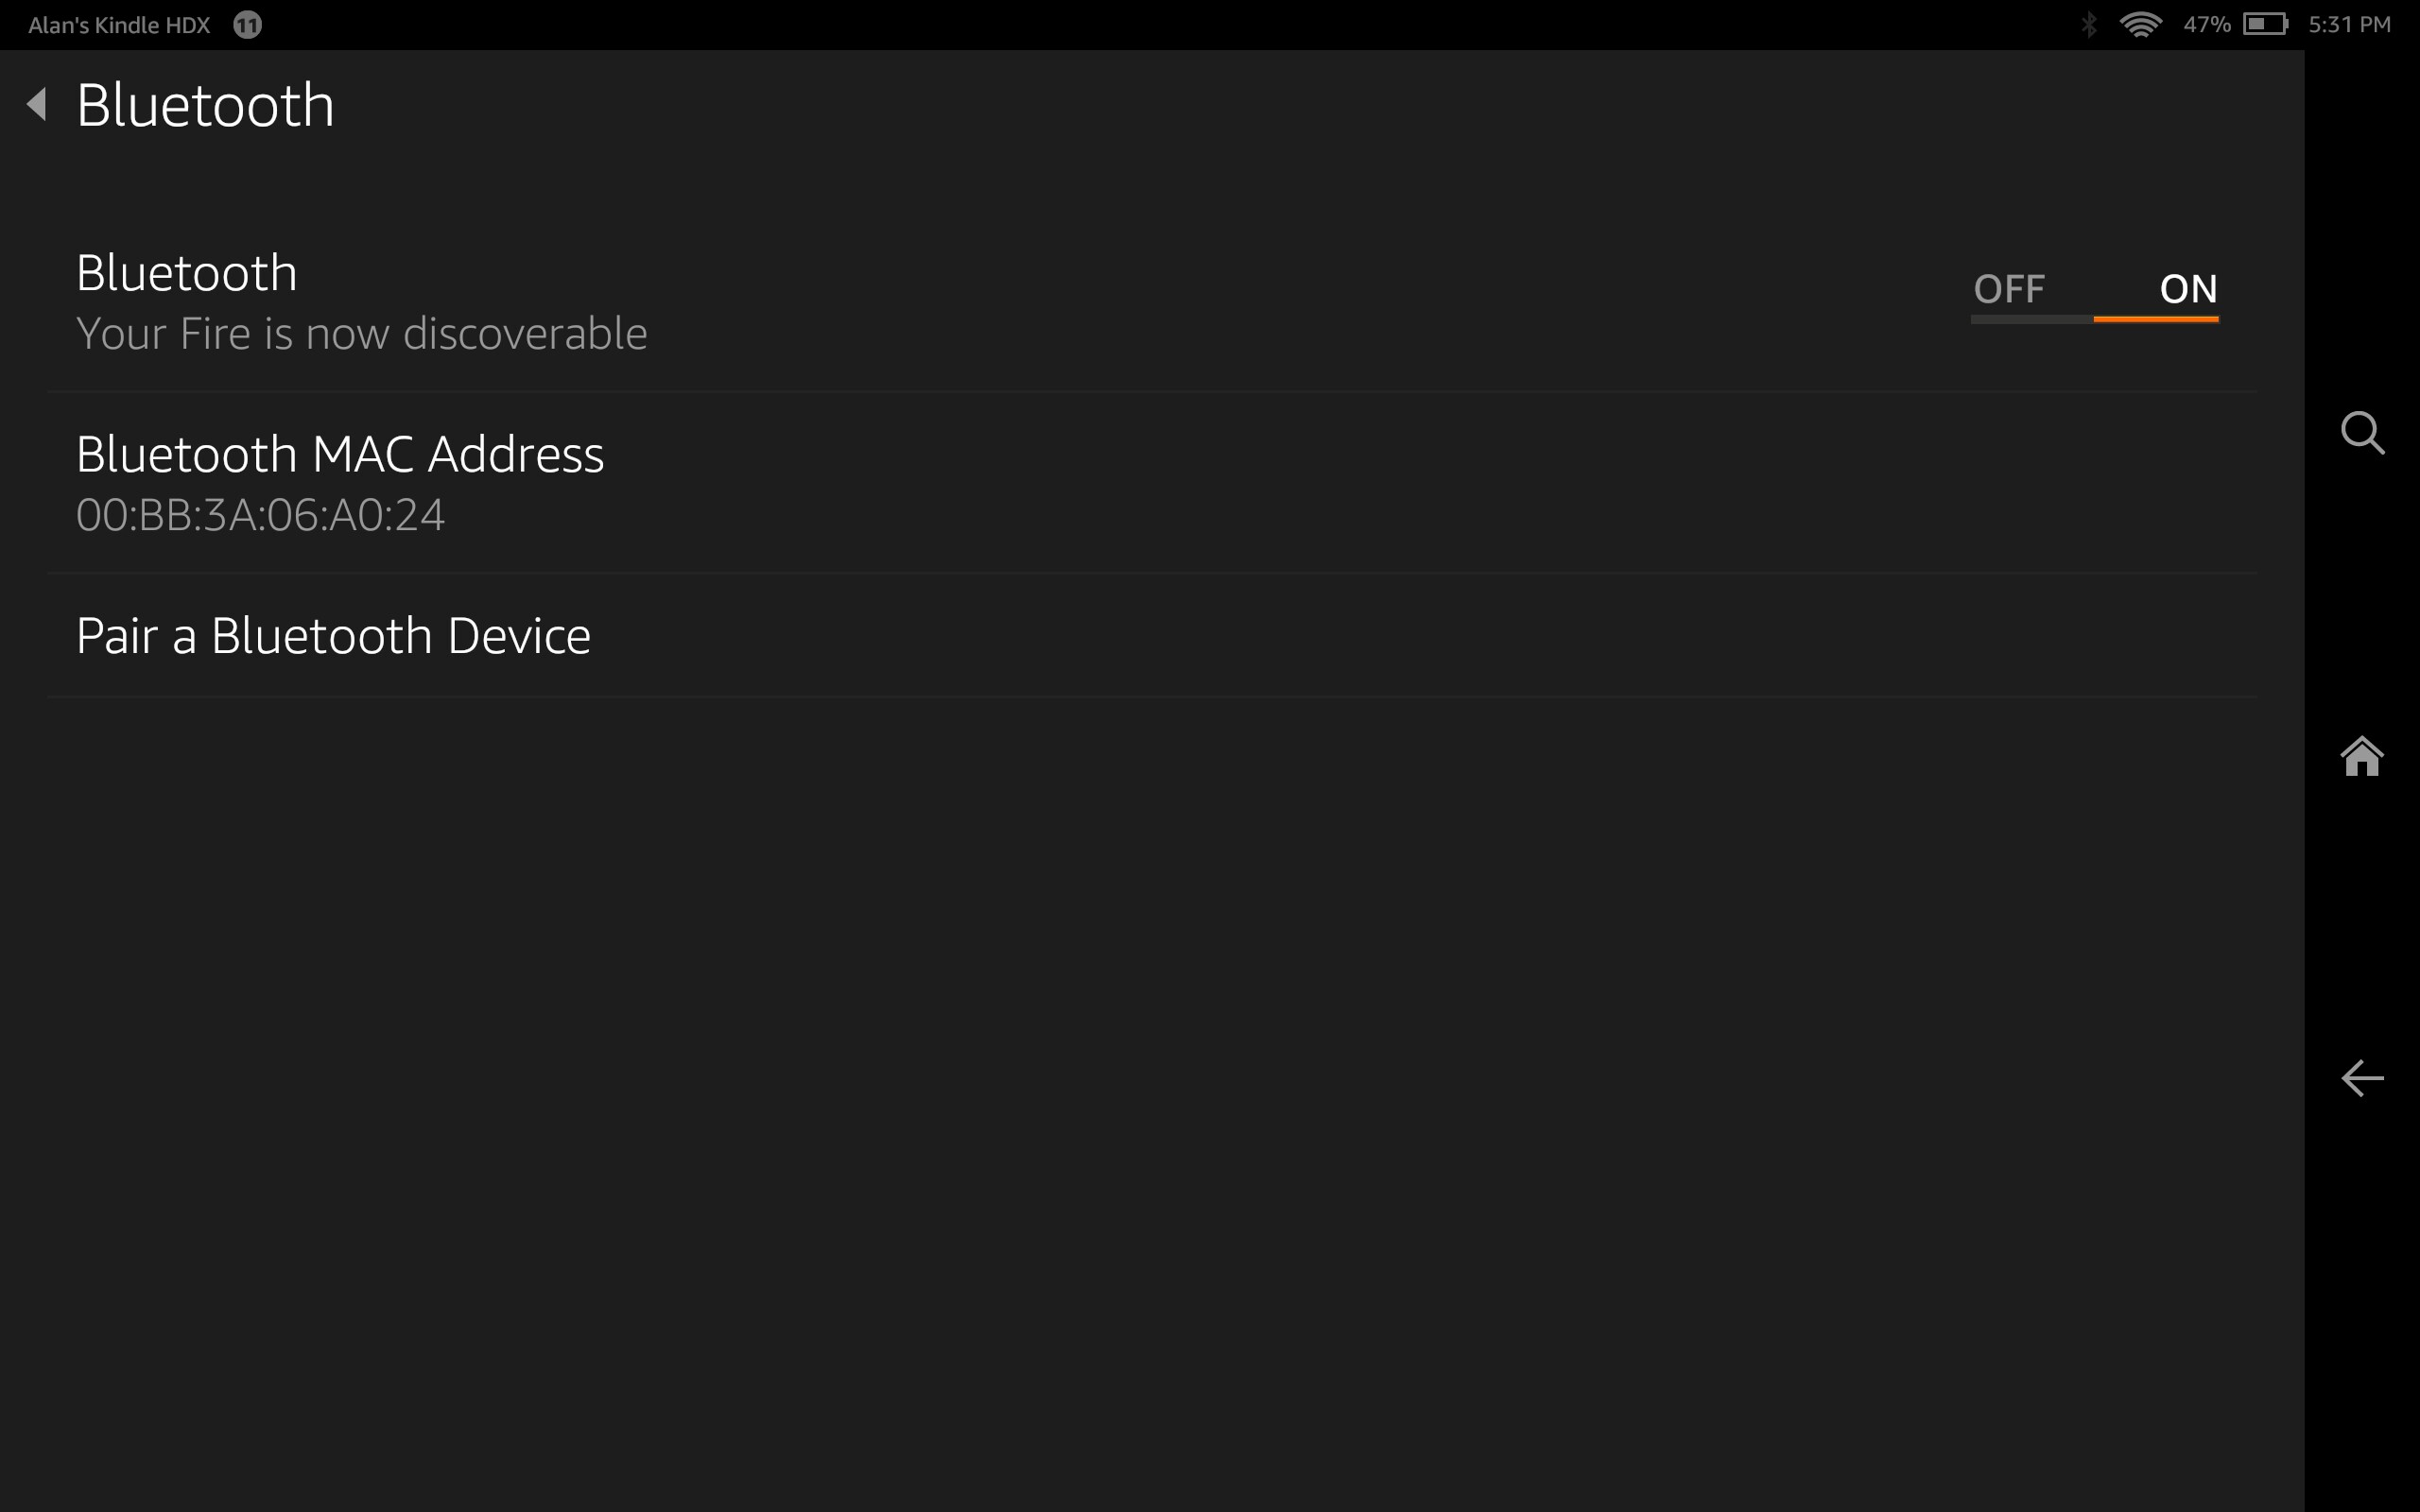 Alan's Kindle HDX 11 47% 5:31 PM
Bluetooth
Bluetooth OFF ON
Your Fire is now discoverable
Bluetooth MAC Address
00:BB:3A:06:A0:24
Pair a Bluetooth Device